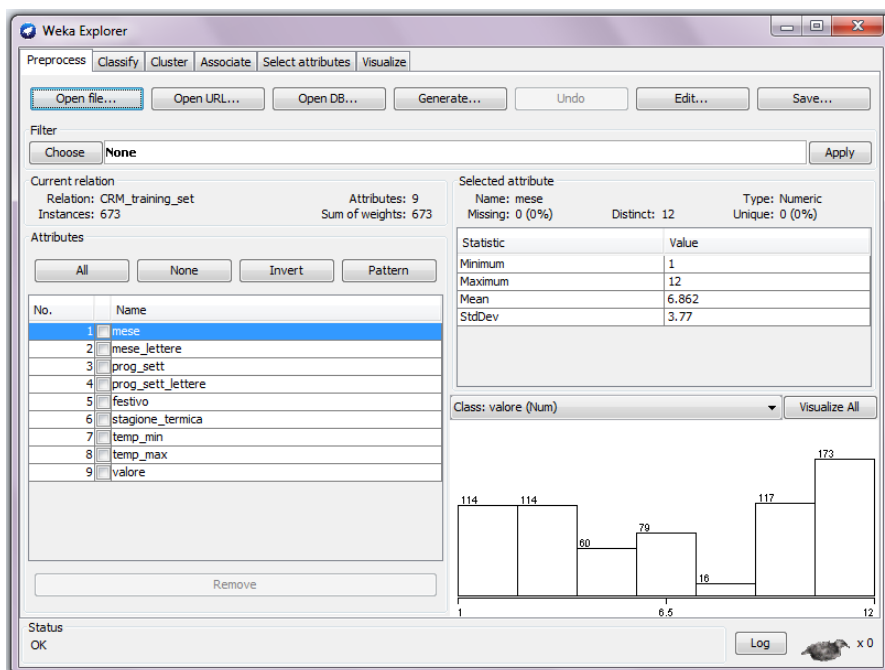 Weka Explorer
Preprocess Classify Cluster Associate Select attributes Visualize
Open file... Open URL... Open DB... Generate... Undo Edit... Save...
Filter
Choose None Apply
Current relation
Relation: CRM_training_set Attributes: 9
Instances: 673 Sum of weights: 673
Attributes
All None Invert Pattern
No. Name
1 mese
2 mese_lettere
3 prog_sett
4 prog_sett_lettere
5 festivo
6 stagione_termica
7 temp_min
8 temp_max
9 valore
Remove
Selected attribute
Name: mese Type: Numeric
Missing: 0 (0%) Distinct: 12 Unique: 0 (0%)
Statistic Value
Minimum 1
Maximum 12
Mean 6.862
StdDev 3.77
Class: valore (Num) Visualize All
114 114 60 79 16 117 173
1 6.5 12
Status
OK Log x 0